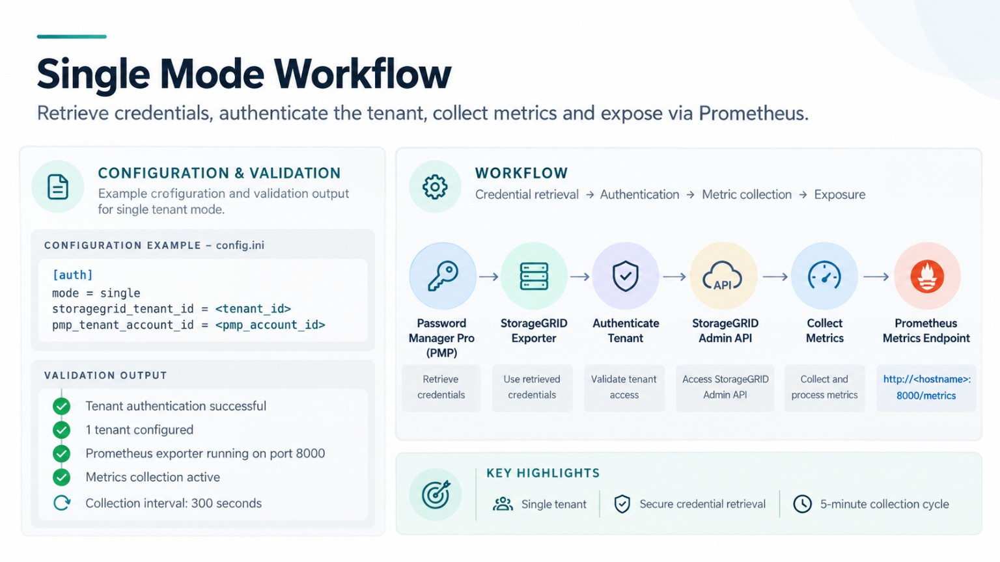 Single Mode Workflow
Retrieve credentials, authenticate the tenant, collect metrics and expose via Prometheus.
CONFIGURATION & VALIDATION
Example crofiguration and validation output
for single tenant mode.
CONFIGURATION EXAMPLE – config.ini
[auth]
mode = single
storagegrid_tenant_id = <tenant_id>
pmp_tenant_account_id = <pmp_account_id>
VALIDATION OUTPUT
Tenant authentication successful
1 tenant configured
Prometheus exporter running on port 8000
Metrics collection active
Collection interval: 300 seconds
WORKFLOW
Credential retrieval → Authentication → Metric collection → Exposure
Password
Manager Pro
(PMP)
Retrieve
credentials
StorageGRID
Exporter
Use retrieved
credentials
Authenticate
Tenant
Validate tenant
access
API
StorageGRID
Admin API
Access StorageGRID
Admin API
Collect
Metrics
Collect and
process metrics
Prometheus
Metrics Endpoint
http://<hostname>:
8000/metrics
KEY HIGHLIGHTS
Single tenant
Secure credential retrieval
5-minute collection cycle